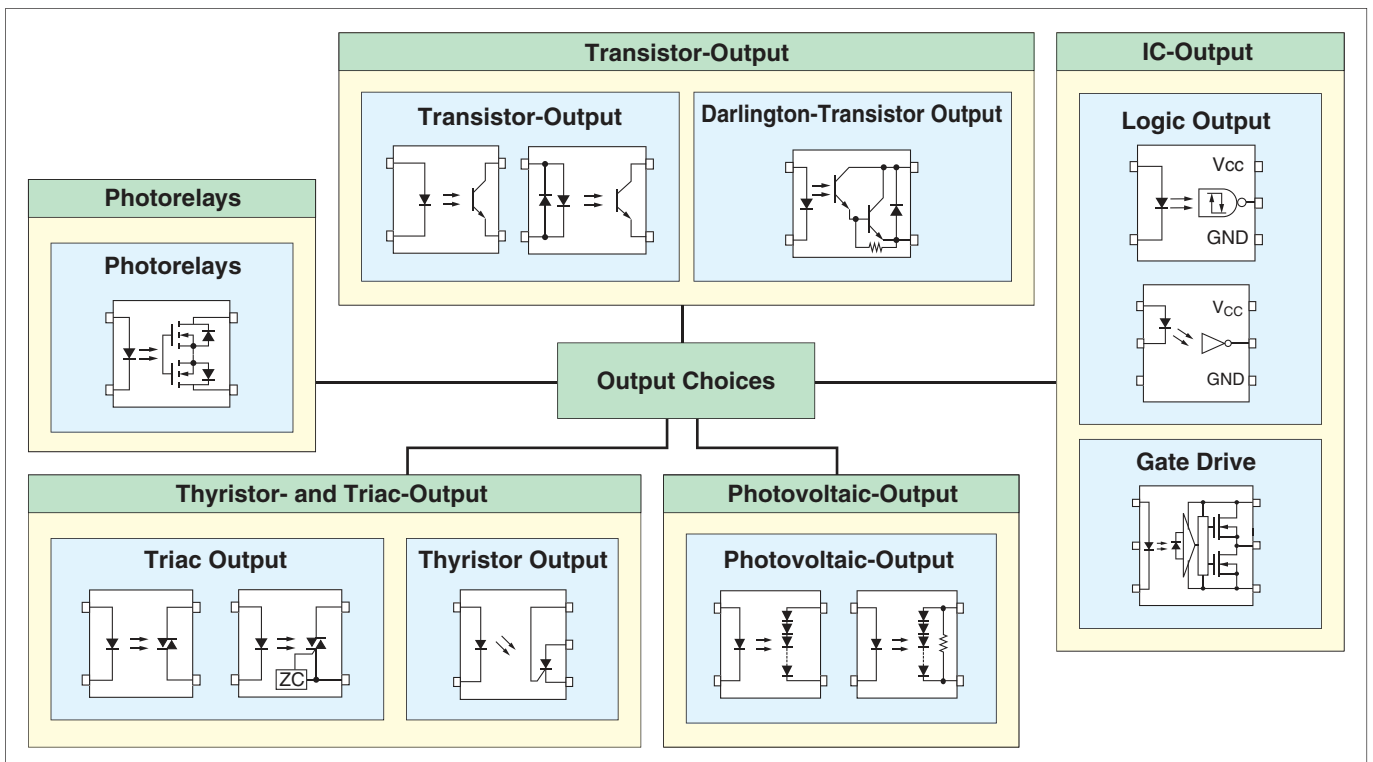 Transistor-Output
Transistor-Output
Darlington-Transistor Output
IC-Output
Logic Output
Vcc
GND
VCC
GND
Gate Drive
Photorelays
Photorelays
Output Choices
Thyristor- and Triac-Output
Triac Output
ZC
Thyristor Output
Photovoltaic-Output
Photovoltaic-Output